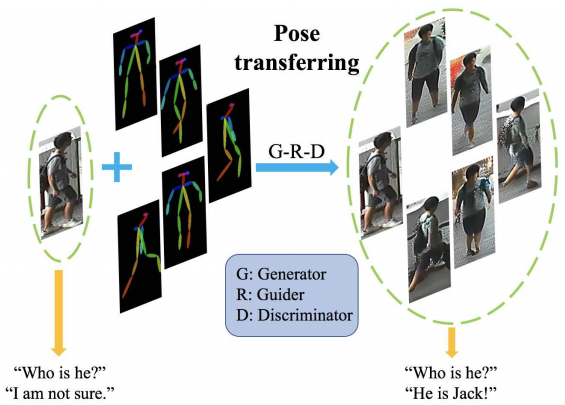 Pose
transferring
G-R-D
G: Generator
R: Guider
D: Discriminator
“Who is he?”
“I am not sure.”
“Who is he?”
“He is Jack!”